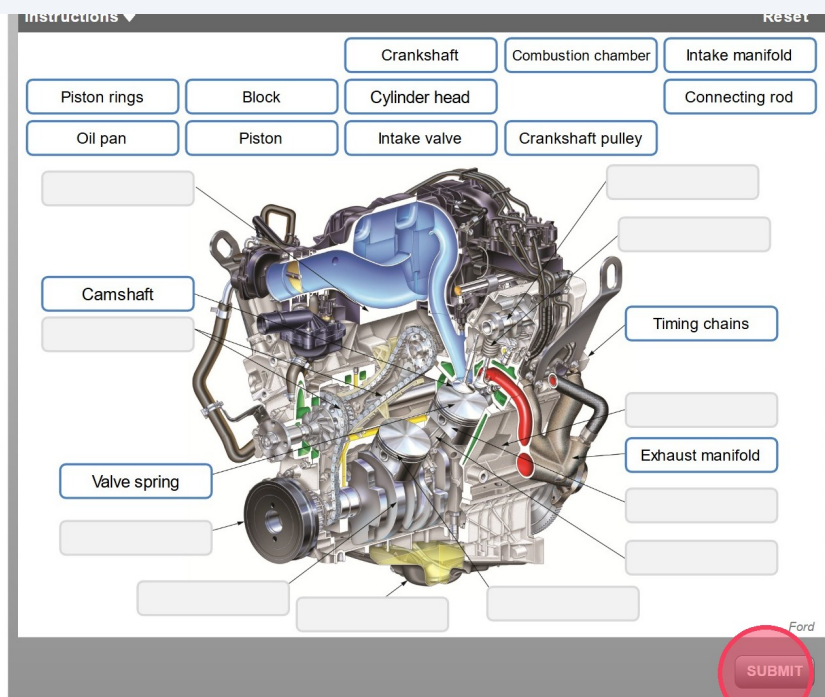 Instructions ▼ Reset
Crankshaft Combustion chamber Intake manifold
Piston rings Block Cylinder head Connecting rod
Oil pan Piston Intake valve Crankshaft pulley
Camshaft
Timing chains
Exhaust manifold
Valve spring
Ford
SUBMIT